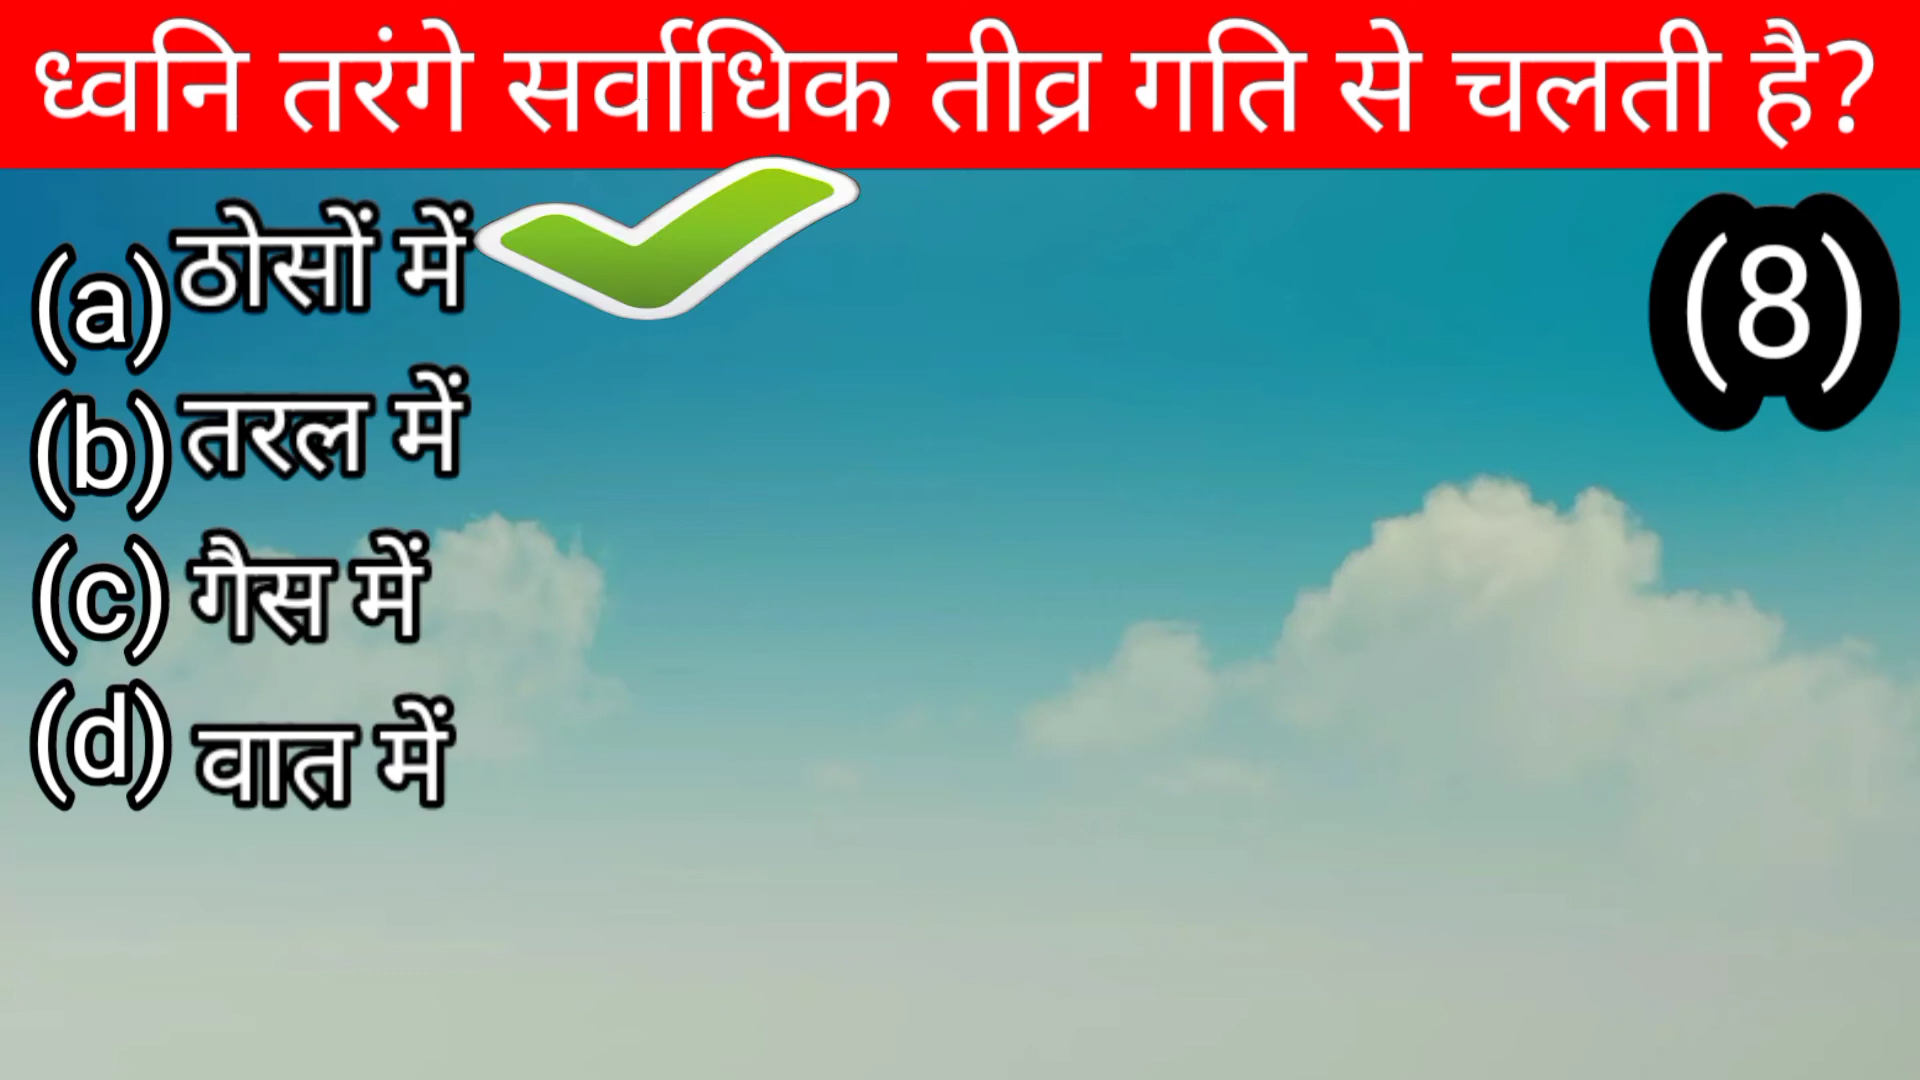 ध्वनि तरंगे सर्वाधिक तीव्र गति से चलती है?
(8)
(a) ठोसों में
(b) तरल में
(c) गैस में
(d) वात में